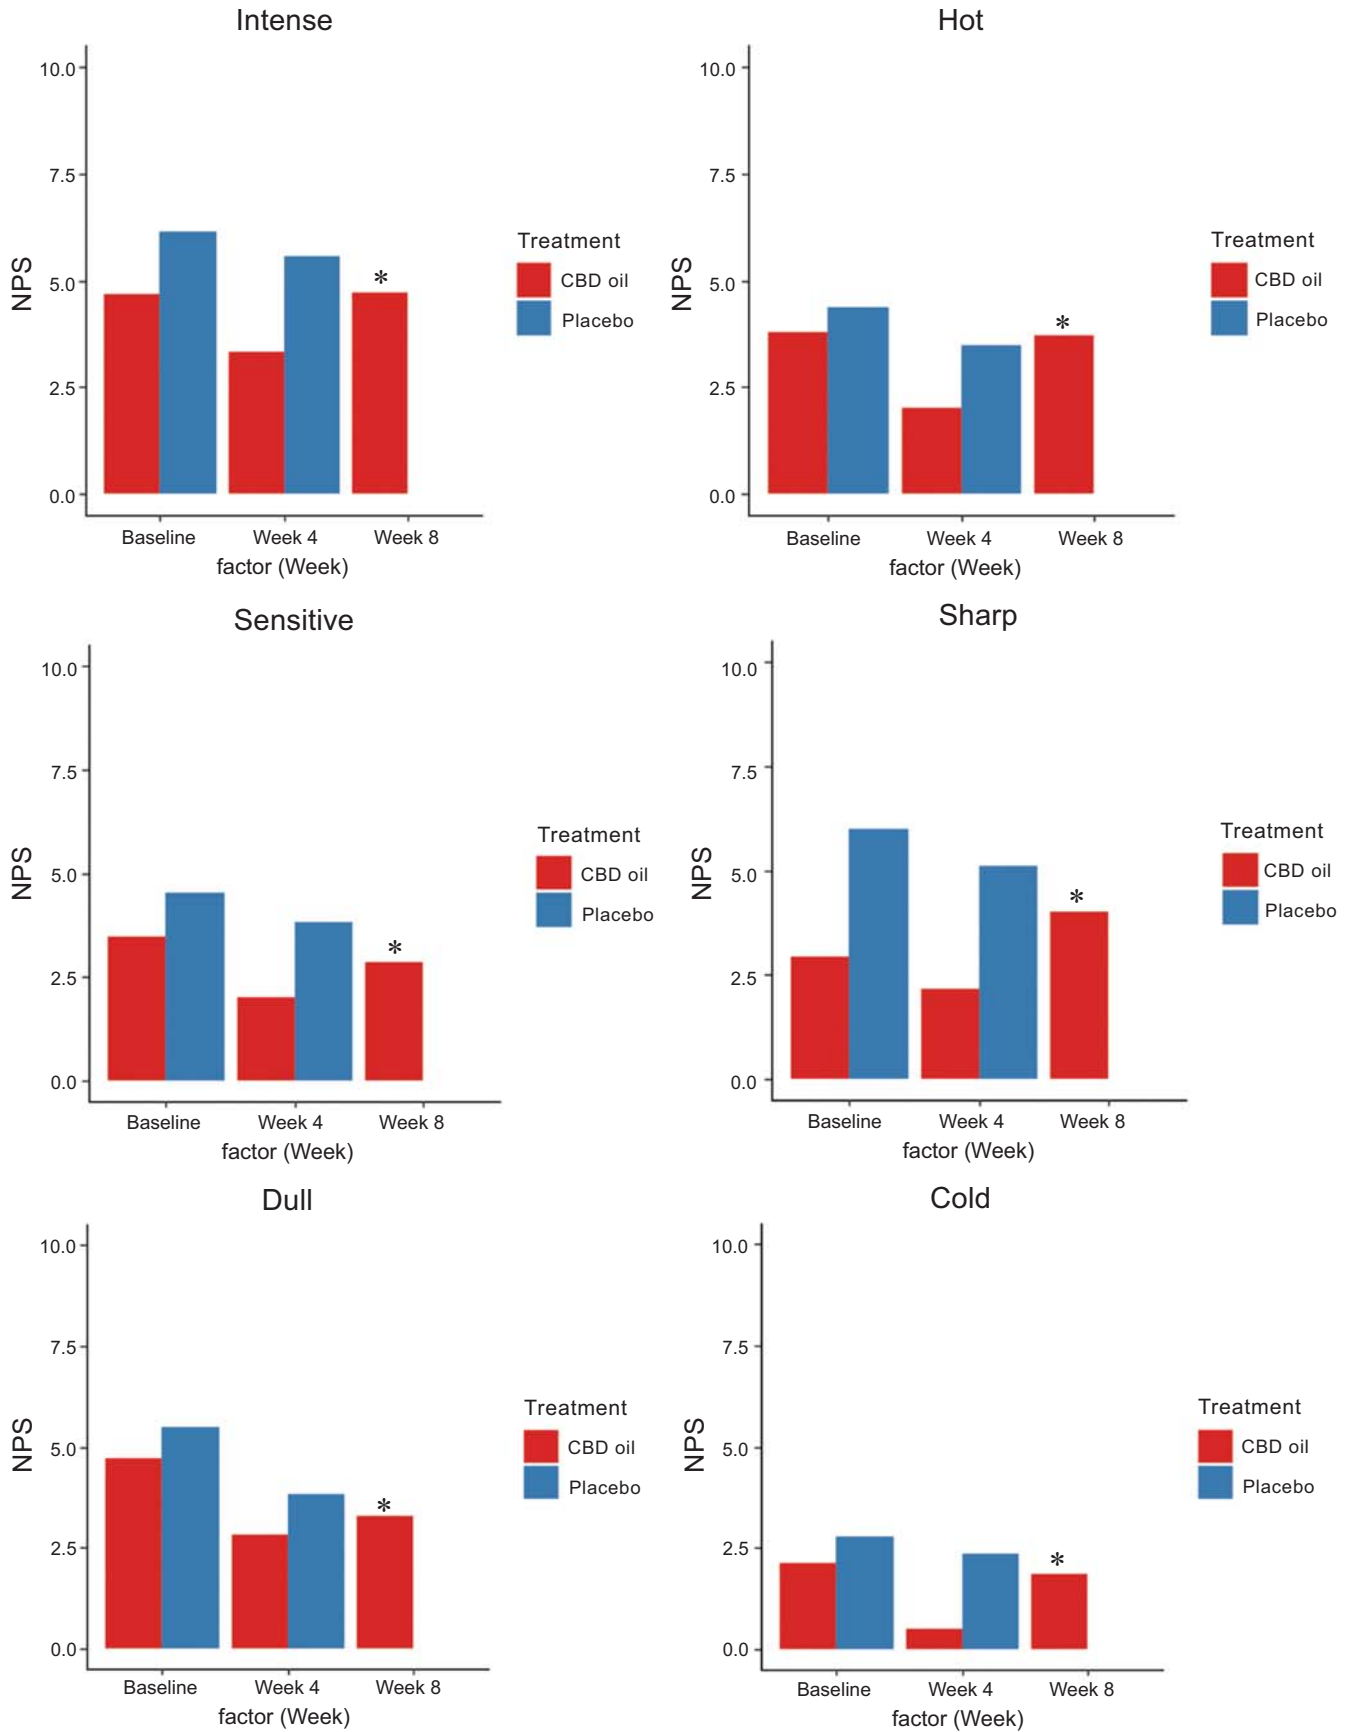 Intense
10.0
7.5
5.0
2.5
0.0
NPS
*
Baseline
Week 4
Week 8
factor (Week)
Treatment
CBD oil
Placebo
Hot
10.0
7.5
5.0
2.5
0.0
NPS
*
Baseline
Week 4
Week 8
factor (Week)
Treatment
CBD oil
Placebo
Sensitive
10.0
7.5
5.0
2.5
0.0
NPS
*
Baseline
Week 4
Week 8
factor (Week)
Treatment
CBD oil
Placebo
Sharp
10.0
7.5
5.0
2.5
0.0
NPS
*
Baseline
Week 4
Week 8
factor (Week)
Treatment
CBD oil
Placebo
Dull
10.0
7.5
5.0
2.5
0.0
NPS
*
Baseline
Week 4
Week 8
factor (Week)
Treatment
CBD oil
Placebo
Cold
10.0
7.5
5.0
2.5
0.0
NPS
*
Baseline
Week 4
Week 8
factor (Week)
Treatment
CBD oil
Placebo